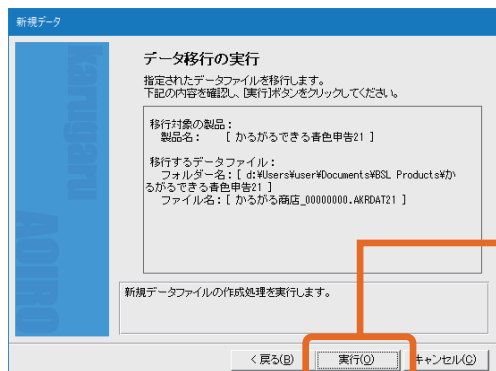 新規データ
karugaru
AOIRO
データ移行の実行
指定されたデータファイルを移行します。
下記の内容を確認し、[実行]ボタンをクリックしてください。
移行対象の製品：
製品名： [ かるがるできる青色申告21 ]
移行するデータファイル：
フォルダー名：[ d:¥Users¥user¥Documents¥BSL Products¥か
るがるできる青色申告21 ]
ファイル名：[ かるがる商店_00000000.AKRDAT21 ]
新規データファイルの作成処理を実行します。
< 戻る(B)
実行(O)
キャンセル(C)